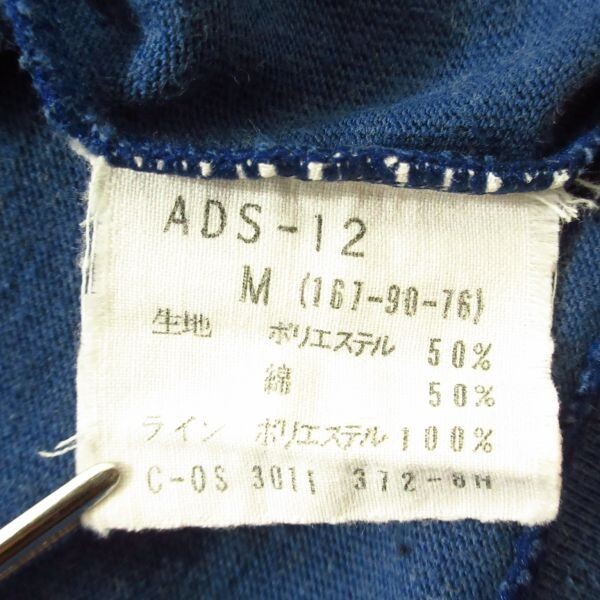 ADS-12
M (167-90-76)
生地 ポリエステル 50%
綿 50%
ライン ポリエステル 100%
C-OS 3011 372-6H